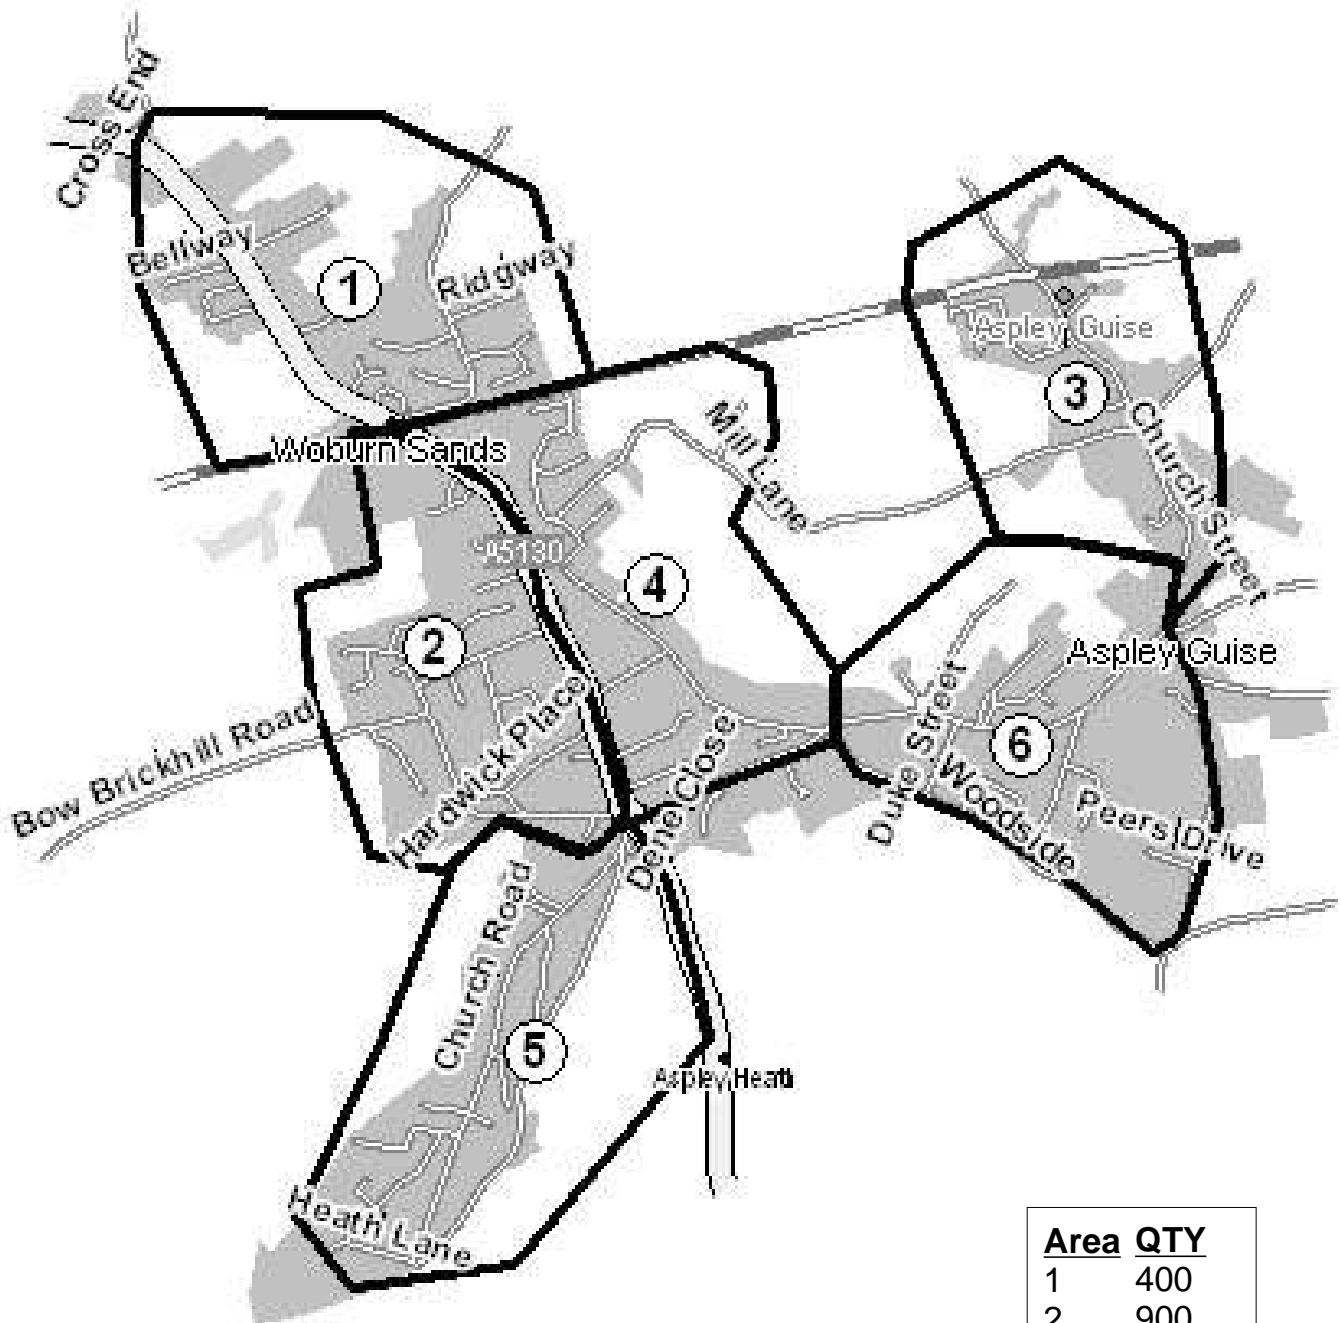 Cross End
Bellway
1
Ridgway
Aspley Guise
3
Mill Lane
Church Street
Woburn Sands
A5130
4
2
Aspley Guise
Hardwick Place
Duke Street
6
Bow Brickhill Road
Dene Close
Woodside
Peers Drive
Church Road
5
Aspley Heath
Heath Lane
Area QTY
1 400
2 900